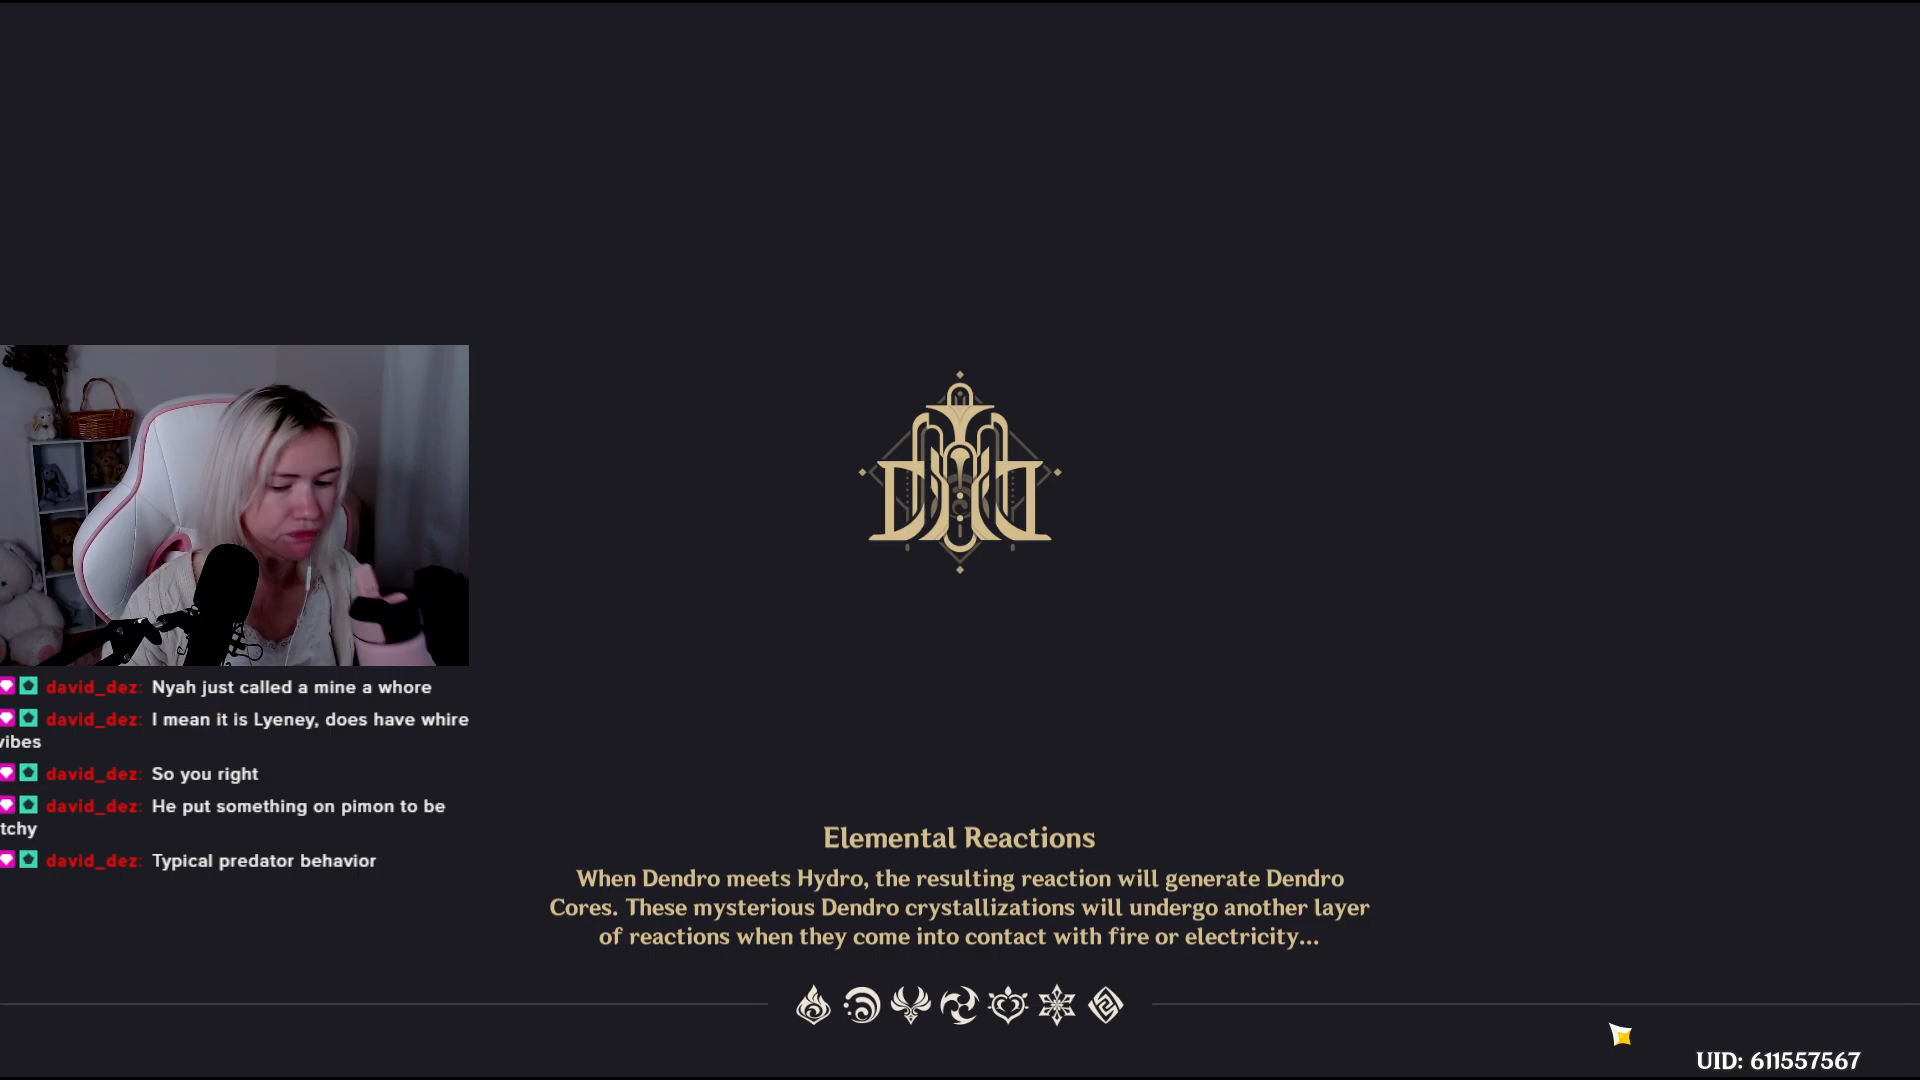 david_dez: Nyah just called a mine a whore
david_dez: I mean it is Lyeney, does have whire
vibes
david_dez: So you right
david_dez: He put something on pimon to be
tchy
david_dez: Typical predator behavior
Elemental Reactions
When Dendro meets Hydro, the resulting reaction will generate Dendro
Cores. These mysterious Dendro crystallizations will undergo another layer
of reactions when they come into contact with fire or electricity...
UID: 611557567